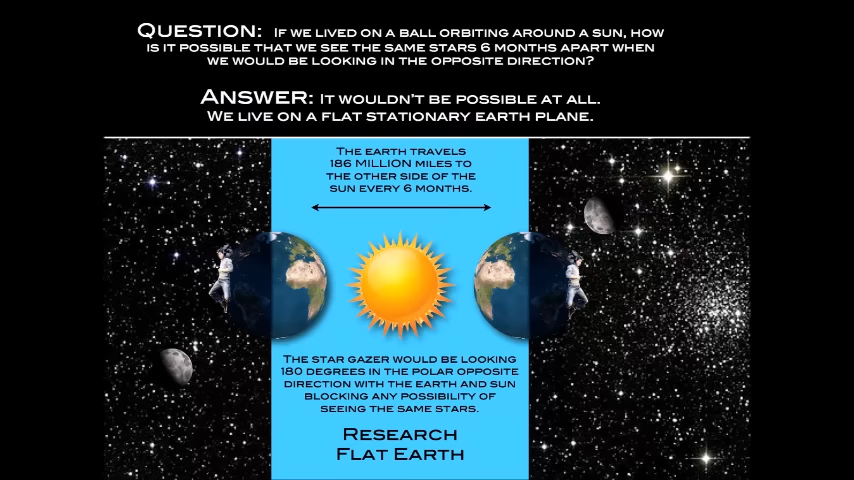 QUESTION: IF WE LIVED ON A BALL ORBITING AROUND A SUN, HOW
IS IT POSSIBLE THAT WE SEE THE SAME STARS 6 MONTHS APART WHEN
WE WOULD BE LOOKING IN THE OPPOSITE DIRECTION?
ANSWER: IT WOULDN'T BE POSSIBLE AT ALL.
WE LIVE ON A FLAT STATIONARY EARTH PLANE.
THE EARTH TRAVELS
186 MILLION MILES TO
THE OTHER SIDE OF THE
SUN EVERY 6 MONTHS.
THE STAR GAZER WOULD BE LOOKING
180 DEGREES IN THE POLAR OPPOSITE
DIRECTION WITH THE EARTH AND SUN
BLOCKING ANY POSSIBILITY OF
SEEING THE SAME STARS.
RESEARCH
FLAT EARTH